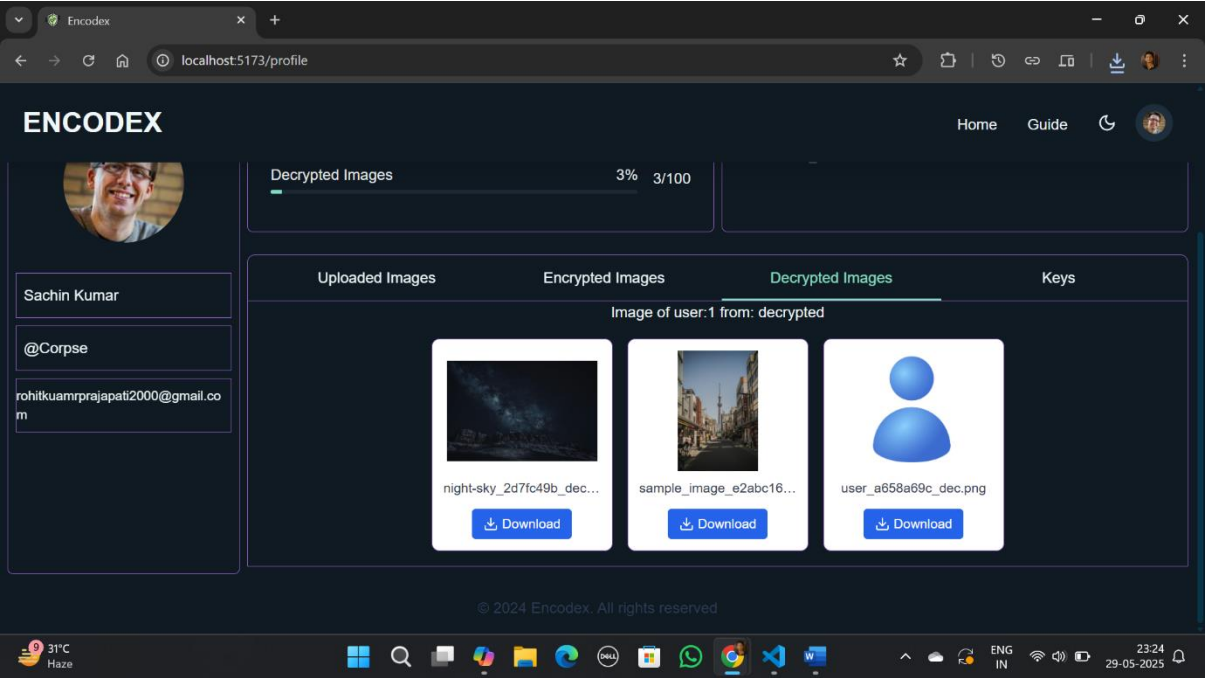 Encodex
localhost:5173/profile
ENCODEX
Home
Guide
Decrypted Images
3%
3/100
Sachin Kumar
@Corpse
rohitkuamrprajapati2000@gmail.co
m
Uploaded Images
Encrypted Images
Decrypted Images
Keys
Image of user:1 from: decrypted
night-sky_2d7fc49b_dec...
sample_image_e2abc16...
user_a658a69c_dec.png
Download
Download
Download
© 2024 Encodex. All rights reserved
9
31°C
Haze
DELL
ENG
IN
23:24
29-05-2025